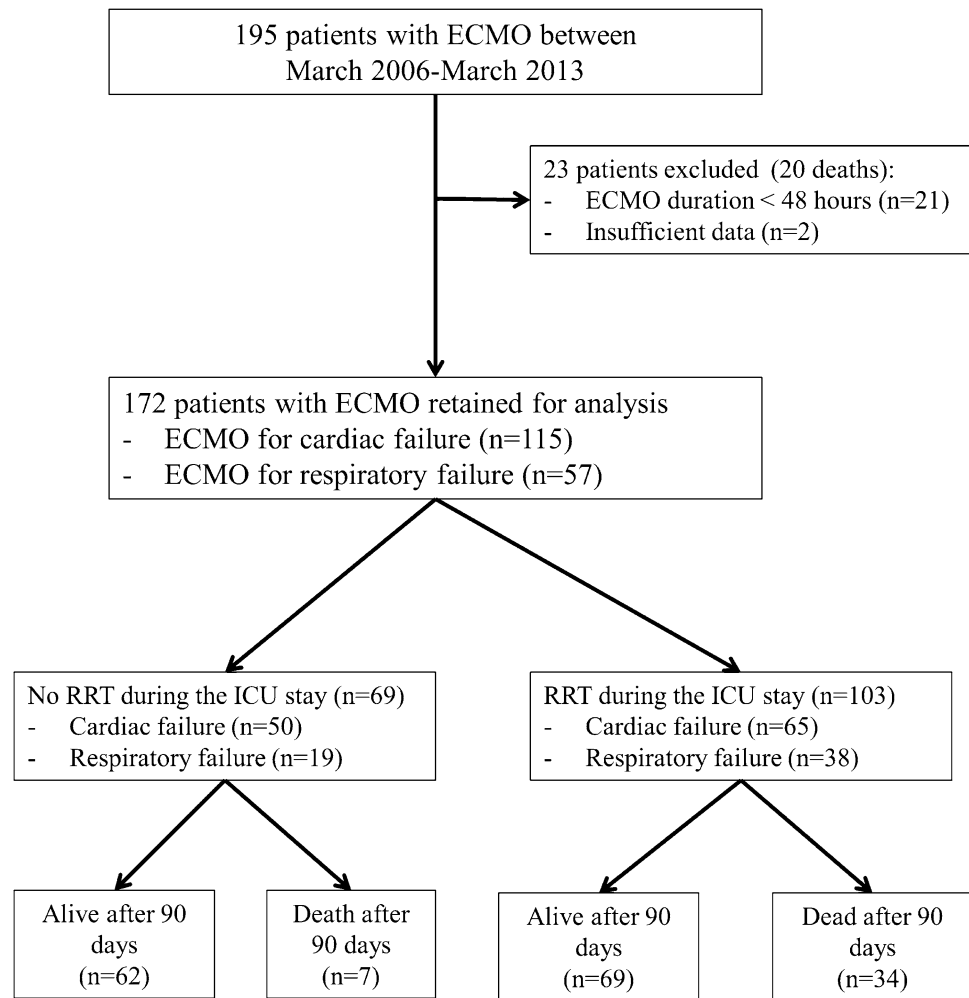 195 patients with ECMO between
March 2006-March 2013
23 patients excluded (20 deaths):
- ECMO duration < 48 hours (n=21)
- Insufficient data (n=2)
172 patients with ECMO retained for analysis
- ECMO for cardiac failure (n=115)
- ECMO for respiratory failure (n=57)
No RRT during the ICU stay (n=69)
- Cardiac failure (n=50)
- Respiratory failure (n=19)
RRT during the ICU stay (n=103)
- Cardiac failure (n=65)
- Respiratory failure (n=38)
Alive after 90
days
(n=62)
Death after
90 days
(n=7)
Alive after 90
days
(n=69)
Dead after 90
days
(n=34)